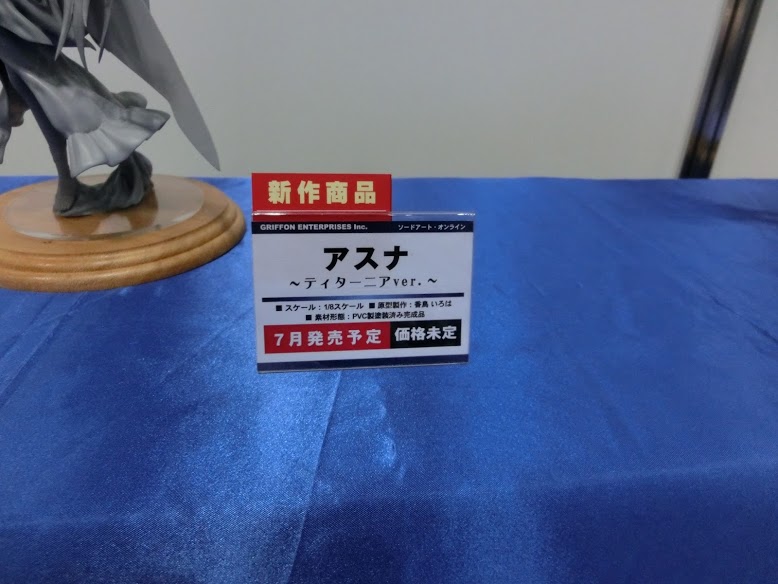 新作商品
GRIFFON ENTERPRISES Inc. ソードアート・オンライン
アスナ
～ティターニアver.～
■ スケール：1/8スケール ■ 原型製作：香鳥 いろは
■ 素材形態：PVC製塗装済み完成品
7月発売予定 価格未定